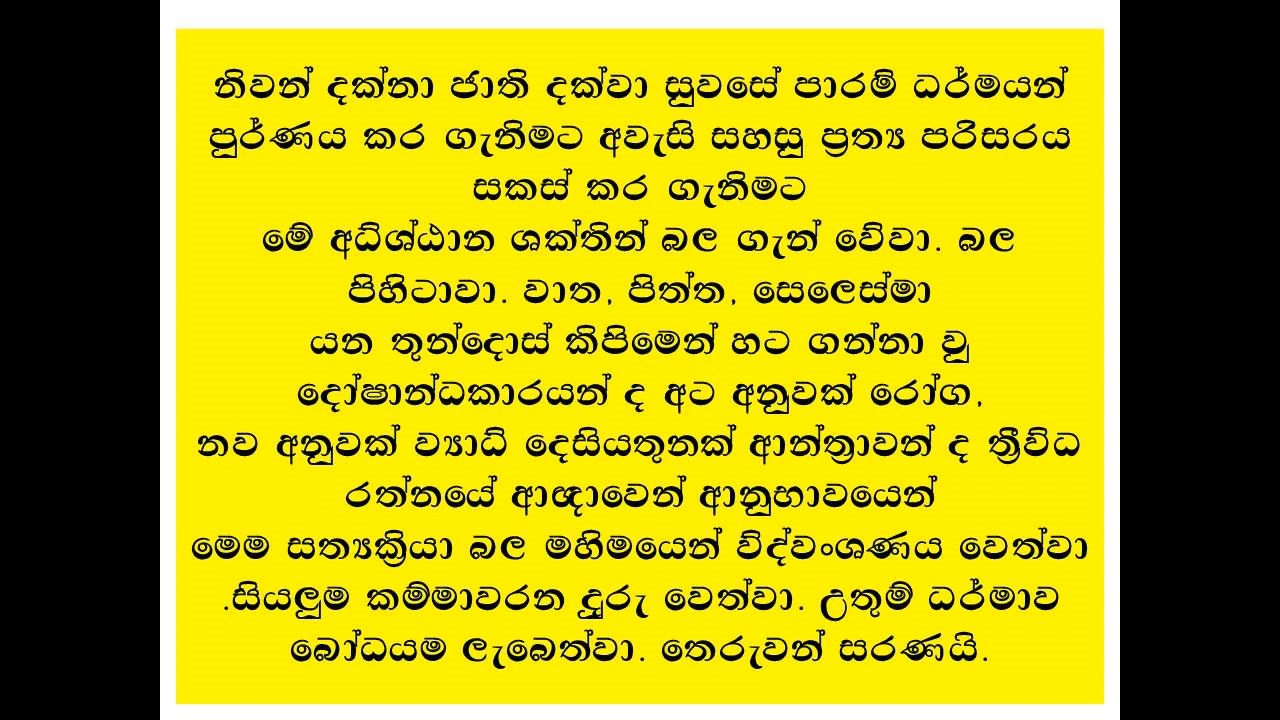 නිවන් දක්නා ජාති දක්වා සුවසේ පාරමි ධර්මයන්
පුර්ණය කර ගැනිමට අවැසි සහසු ප්‍රත්‍ය පරිසරය
සකස් කර ගැනිමට
මේ අධිශ්ඨාන ශක්තින් බල ගැන් වේවා. බල
පිහිටාවා. වාත, පිත්ත, සෙලෙස්මා
යන තුන්දොස් කිපිමෙන් හට ගන්නා වු
දෝෂාන්ධකාරයන් ද අට අනුවක් රෝග,
නව අනුවක් ව්‍යාධි දෙසියතුනක් ආන්ත්‍රාවන් ද ත්‍රිවිධ
රත්නයේ ආඥාවෙන් ආනුභාවයෙන්
මෙම සත්‍යක්‍රියා බල මහිමයෙන් විද්වංශණය වෙත්වා
.සියලුම කම්මාවරන දුරු වෙත්වා. උතුම් ධර්මාව
බෝධයම ලැබෙත්වා. තෙරුවන් සරණයි.